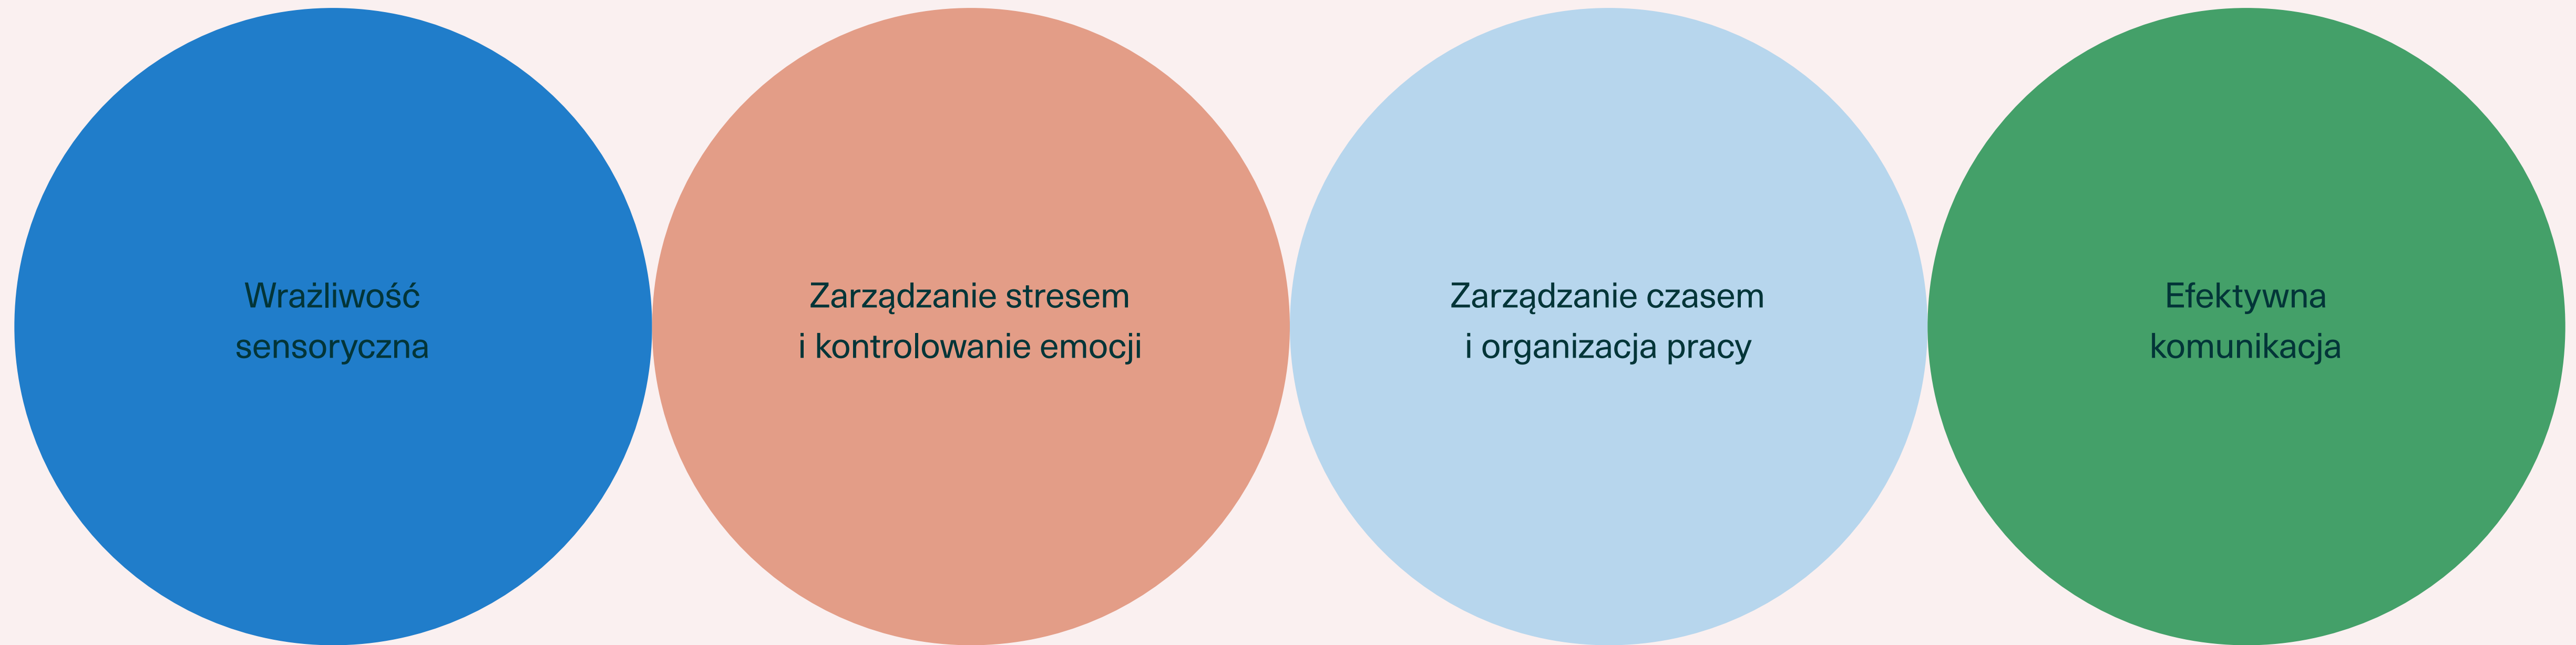 Wrażliwość
sensoryczna
Zarządzanie stresem
i kontrolowanie emocji
Zarządzanie czasem
i organizacja pracy
Efektywna
komunikacja